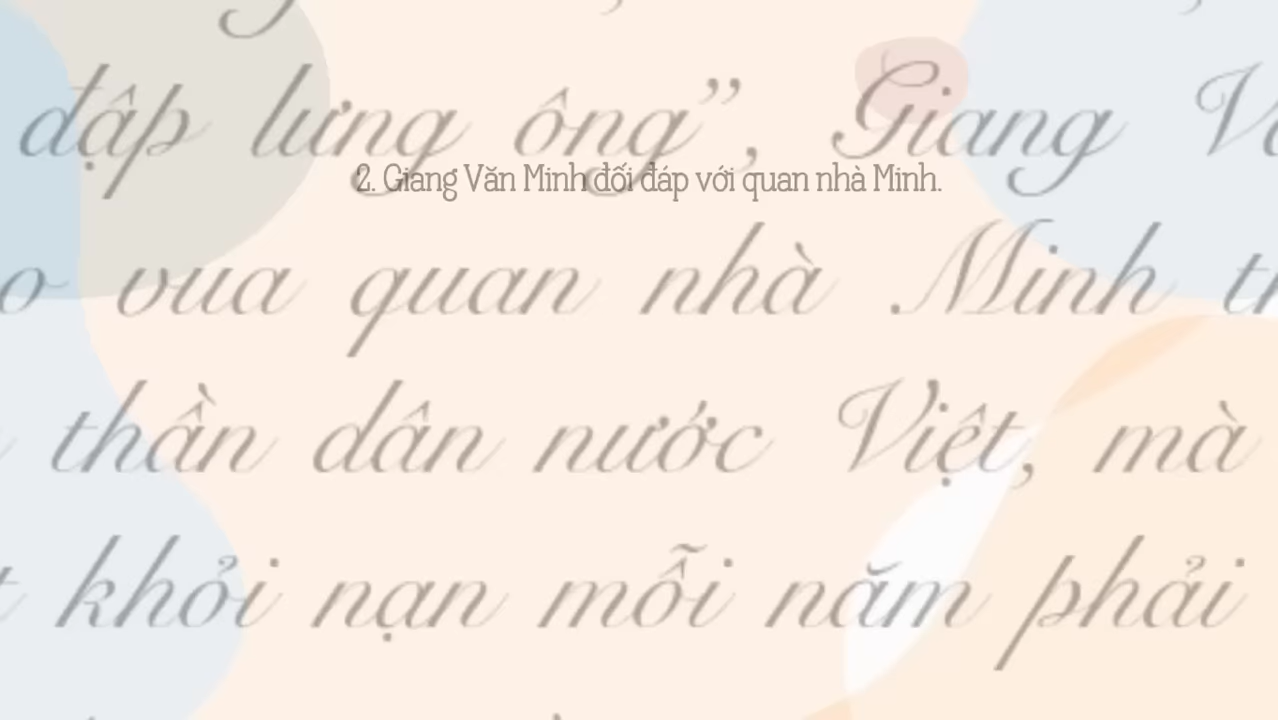 đập lưng ông”, Giang
2. Giang Văn Minh đối đáp với quan nhà Minh.
vua quan nhà Minh
thần dân nước Việt, mà
khỏi nạn mỗi năm phải